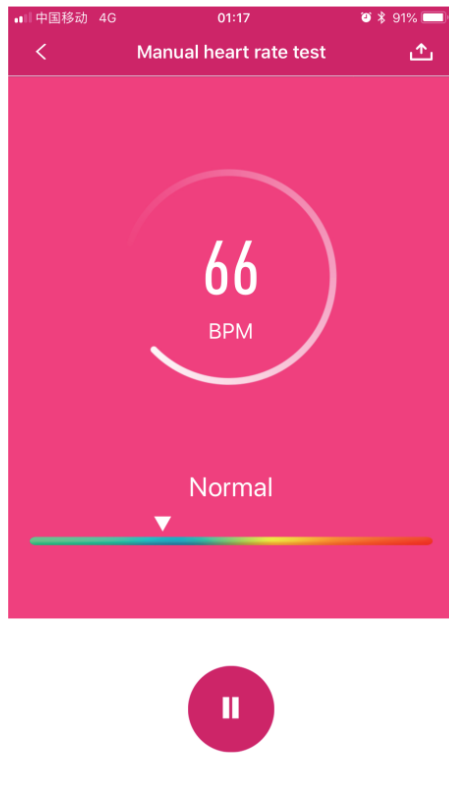 中国移动 4G 01:17 91%
Manual heart rate test
66
BPM
Normal